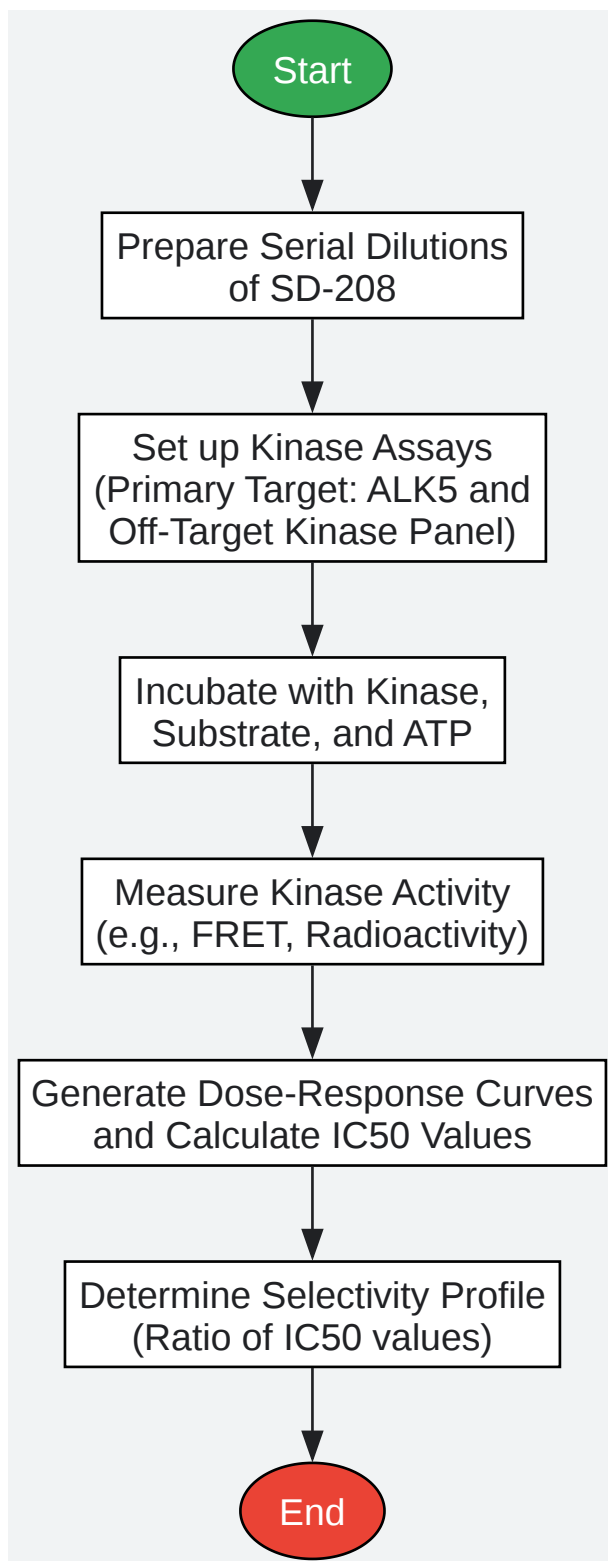 Start
Prepare Serial Dilutions
of SD-208
Set up Kinase Assays
(Primary Target: ALK5 and
Off-Target Kinase Panel)
Incubate with Kinase,
Substrate, and ATP
Measure Kinase Activity
(e.g., FRET, Radioactivity)
Generate Dose-Response Curves
and Calculate IC50 Values
Determine Selectivity Profile
(Ratio of IC50 values)
End